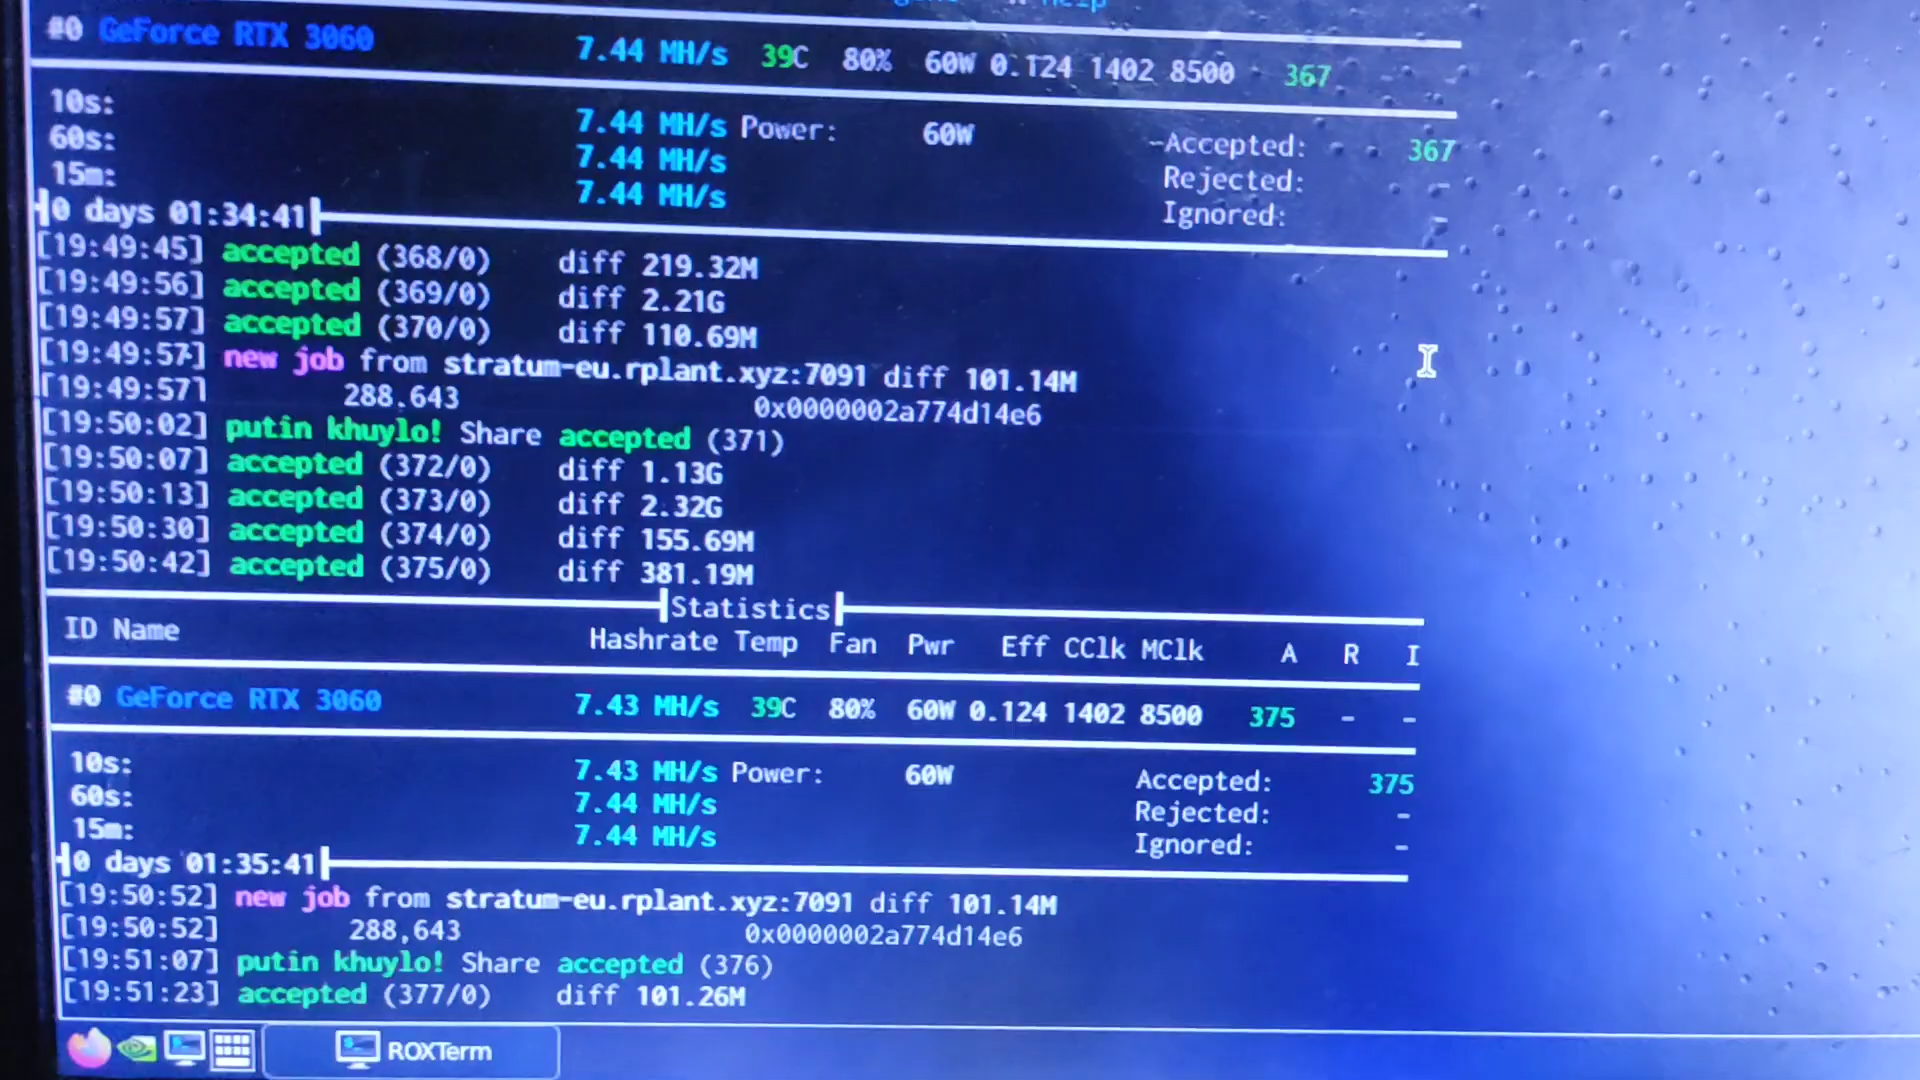 Help
#0 GeForce RTX 3060 7.44 MH/s 39C 80% 60W 0.124 1402 8500 367 - -
10s: 7.44 MH/s Power: 60W Accepted: 367
60s: 7.44 MH/s Rejected: -
15m: 7.44 MH/s Ignored: -
0 days 01:34:41
[19:49:45] accepted (368/0) diff 219.32M
[19:49:56] accepted (369/0) diff 2.21G
[19:49:57] accepted (370/0) diff 110.69M
[19:49:57] new job from stratum-eu.rplant.xyz:7091 diff 101.14M
[19:49:57] 288,643 0x0000002a774d14e6
[19:50:02] putin khuylo! Share accepted (371)
[19:50:07] accepted (372/0) diff 1.13G
[19:50:13] accepted (373/0) diff 2.32G
[19:50:30] accepted (374/0) diff 155.69M
[19:50:42] accepted (375/0) diff 381.19M
Statistics
ID Name Hashrate Temp Fan Pwr Eff CClk MClk A R I
#0 GeForce RTX 3060 7.43 MH/s 39C 80% 60W 0.124 1402 8500 375 - -
10s: 7.43 MH/s Power: 60W Accepted: 375
60s: 7.44 MH/s Rejected: -
15m: 7.44 MH/s Ignored: -
0 days 01:35:41
[19:50:52] new job from stratum-eu.rplant.xyz:7091 diff 101.14M
[19:50:52] 288,643 0x0000002a774d14e6
[19:51:07] putin khuylo! Share accepted (376)
[19:51:23] accepted (377/0) diff 101.26M
ROXTerm